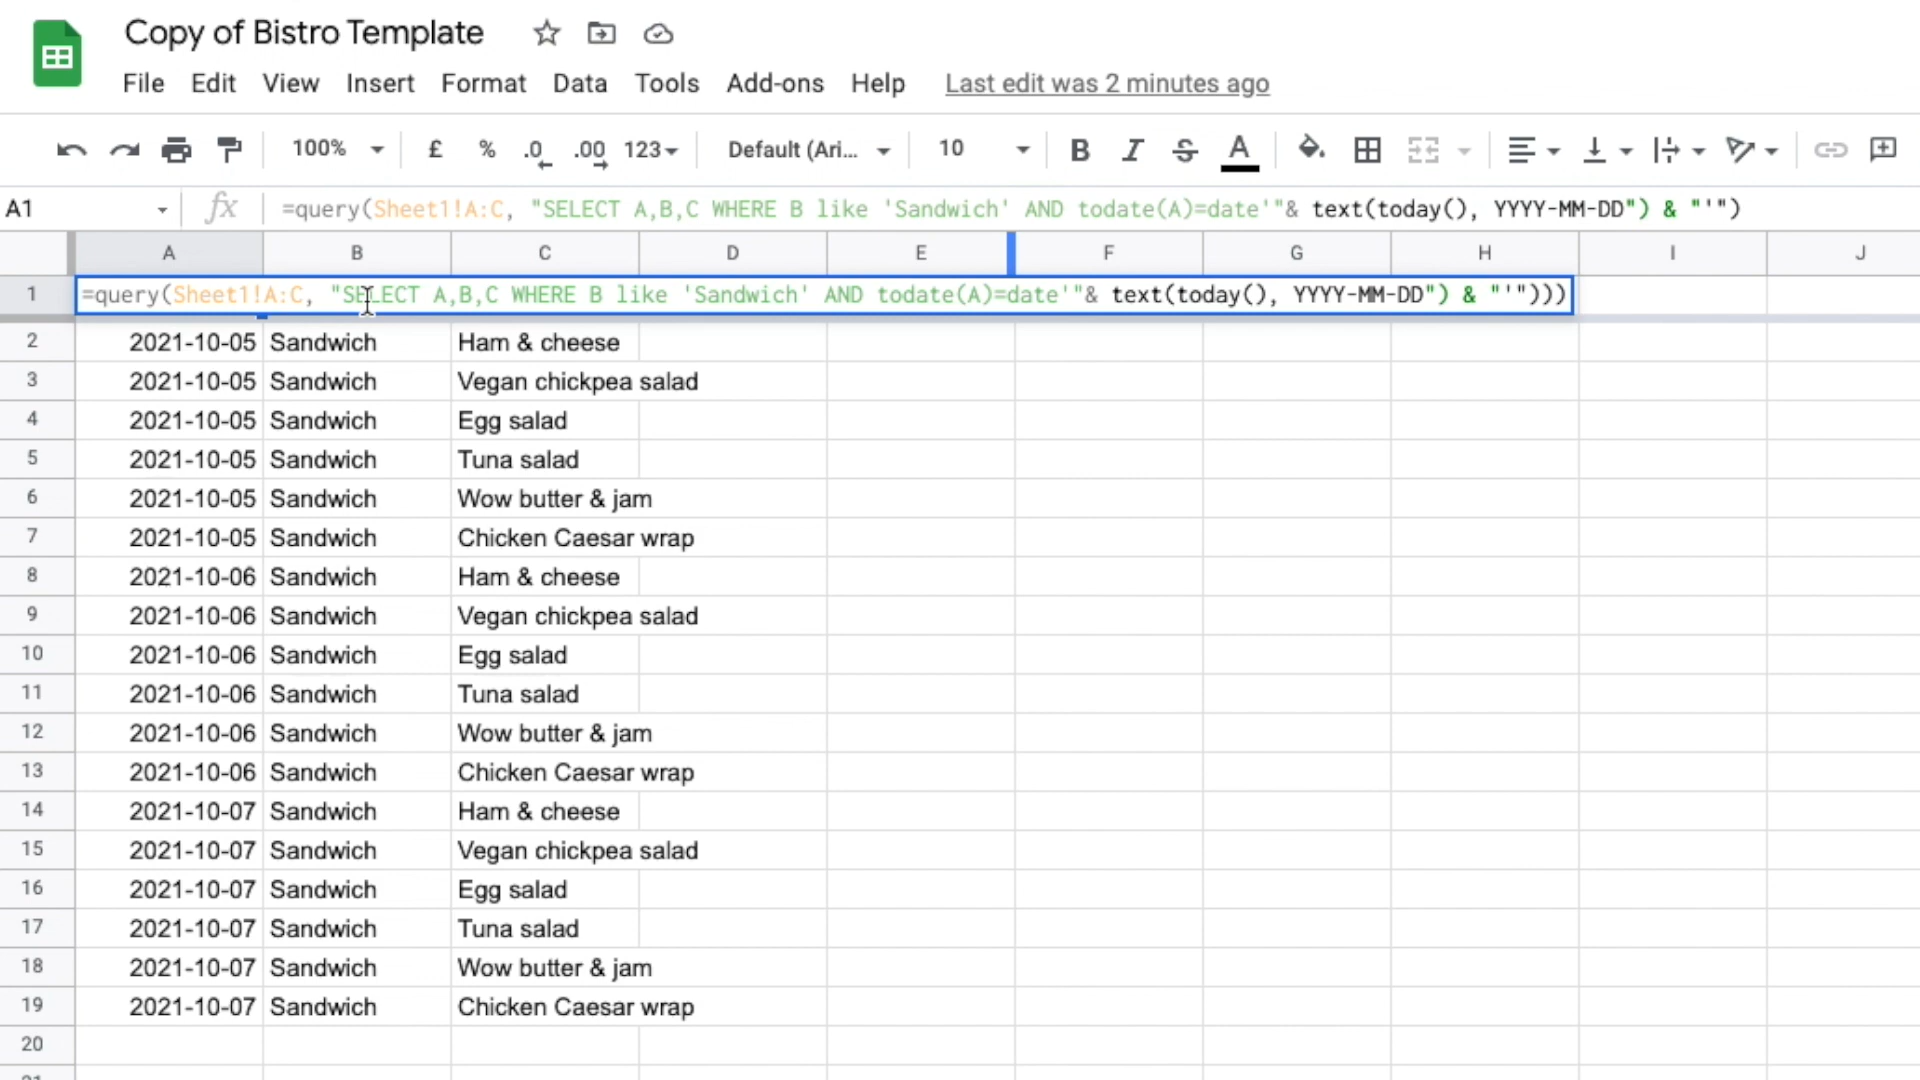 Copy of Bistro Template
File Edit View Insert Format Data Tools Add-ons Help Last edit was 2 minutes ago
100% £ % .0 .00 123 Default (Ari... 10 B I S A
A1 fx =query(Sheet1!A:C, "SELECT A,B,C WHERE B like 'Sandwich' AND todate(A)=date'"& text(today(), YYYY-MM-DD") & "'")
A B C D E F G H I J
1 =query(Sheet1!A:C, "SELECT A,B,C WHERE B like 'Sandwich' AND todate(A)=date'"& text(today(), YYYY-MM-DD") & "'")))
2 2021-10-05 Sandwich Ham & cheese
3 2021-10-05 Sandwich Vegan chickpea salad
4 2021-10-05 Sandwich Egg salad
5 2021-10-05 Sandwich Tuna salad
6 2021-10-05 Sandwich Wow butter & jam
7 2021-10-05 Sandwich Chicken Caesar wrap
8 2021-10-06 Sandwich Ham & cheese
9 2021-10-06 Sandwich Vegan chickpea salad
10 2021-10-06 Sandwich Egg salad
11 2021-10-06 Sandwich Tuna salad
12 2021-10-06 Sandwich Wow butter & jam
13 2021-10-06 Sandwich Chicken Caesar wrap
14 2021-10-07 Sandwich Ham & cheese
15 2021-10-07 Sandwich Vegan chickpea salad
16 2021-10-07 Sandwich Egg salad
17 2021-10-07 Sandwich Tuna salad
18 2021-10-07 Sandwich Wow butter & jam
19 2021-10-07 Sandwich Chicken Caesar wrap
20